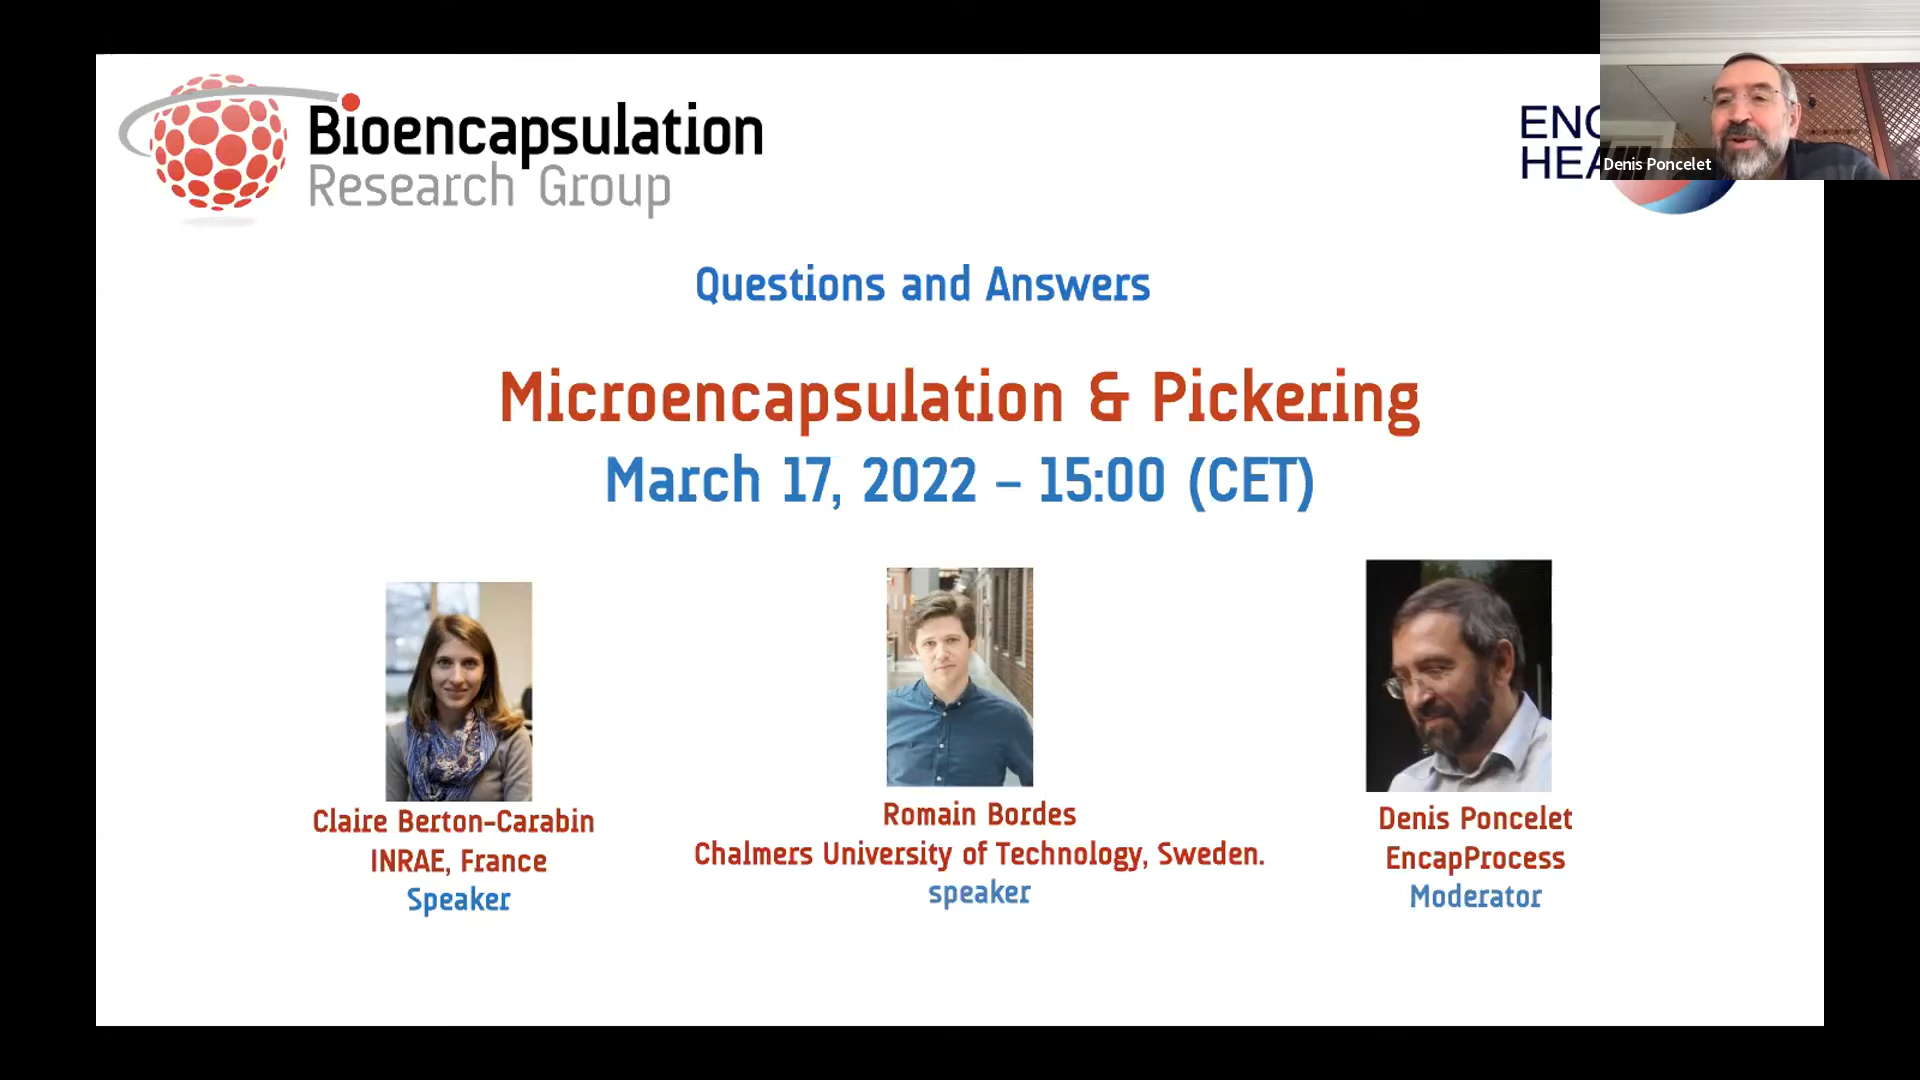 Bioencapsulation
Research Group
Denis Poncelet
Questions and Answers
Microencapsulation & Pickering
March 17, 2022 – 15:00 (CET)
Claire Berton-Carabin
INRAE, France
Speaker
Romain Bordes
Chalmers University of Technology, Sweden.
speaker
Denis Poncelet
EncapProcess
Moderator